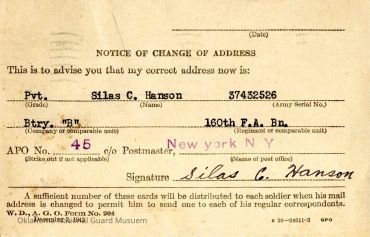 (Date)
NOTICE OF CHANGE OF ADDRESS
This is to advise you that my correct address now is:
Pvt. Silas C. Hanson 37432526
(Grade) (Name) (Army Serial No.)
Btry. "B" 160th F.A. Bn.
(Company or comparable unit) (Regiment or comparable unit)
APO No. 45 c/o Postmaster, New york N Y
(Strike out if not applicable) (Name of post office)
Signature Silas C. Hanson
A sufficient number of these cards will be distributed to each soldier when his mail
address is changed to permit him to send one to each of his regular correspondents.
W. D., A. G. O. Form No. 204
Oklahoma National Guard Musuem
GPO